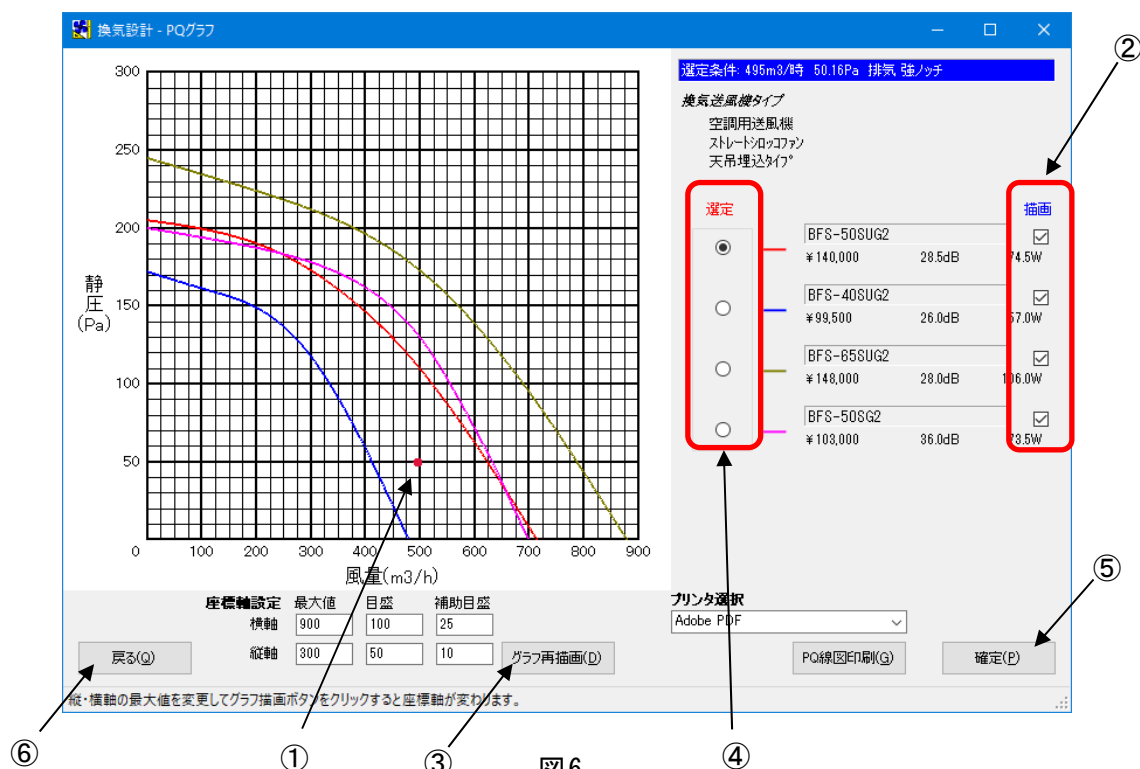 換気設計 - PQグラフ
②
300
250
200
150
100
50
0
静
圧
(Pa)
100
200
300
400
500
600
700
800
900
風量(m3/h)
選定条件: 495m3/時 50.16Pa 排気 強ノッチ
換気送風機タイプ
空調用送風機
ストレートシロッコファン
天吊埋込タイプ
選定
描画
BFS-50SUG2
¥140,000 28.5dB 74.5W
BFS-40SUG2
¥99,500 26.0dB 57.0W
BFS-65SUG2
¥148,000 28.0dB 106.0W
BFS-50SG2
¥103,000 36.0dB 73.5W
座標軸設定 最大値 目盛 補助目盛
横軸 900 100 25
縦軸 300 50 10
戻る(Q)
グラフ再描画(D)
プリンタ選択
Adobe PDF
PQ線図印刷(G)
確定(P)
⑤
縦・横軸の最大値を変更してグラフ描画ボタンをクリックすると座標軸が変わります。
⑥
①
③
図6
④